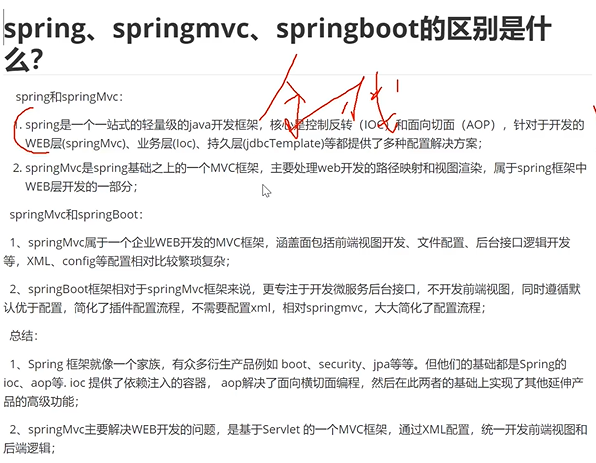 spring、springmvc、springboot的区别是什
么？
spring和springMvc：
1. spring是一个一站式的轻量级的java开发框架，核心是控制反转（IOC）和面向切面（AOP），针对于开发的
WEB层(springMvc)、业务层(Ioc)、持久层(jdbcTemplate)等都提供了多种配置解决方案；
2. springMvc是spring基础之上的一个MVC框架，主要处理web开发的路径映射和视图渲染，属于spring框架中
WEB层开发的一部分；
springMvc和springBoot：
1、springMvc属于一个企业WEB开发的MVC框架，涵盖面包括前端视图开发、文件配置、后台接口逻辑开发
等，XML、config等配置相对比较繁琐复杂；
2、springBoot框架相对于springMvc框架来说，更专注于开发微服务后台接口，不开发前端视图，同时遵循默
认优于配置，简化了插件配置流程，不需要配置xml，相对springmvc，大大简化了配置流程；
总结：
1、Spring 框架就像一个家族，有众多衍生产品例如 boot、security、jpa等等。但他们的基础都是Spring的
ioc、aop等. ioc 提供了依赖注入的容器， aop解决了面向横切面编程，然后在此两者的基础上实现了其他延伸产
品的高级功能；
2、springMvc主要解决WEB开发的问题，是基于Servlet 的一个MVC框架，通过XML配置，统一开发前端视图和
后端逻辑；